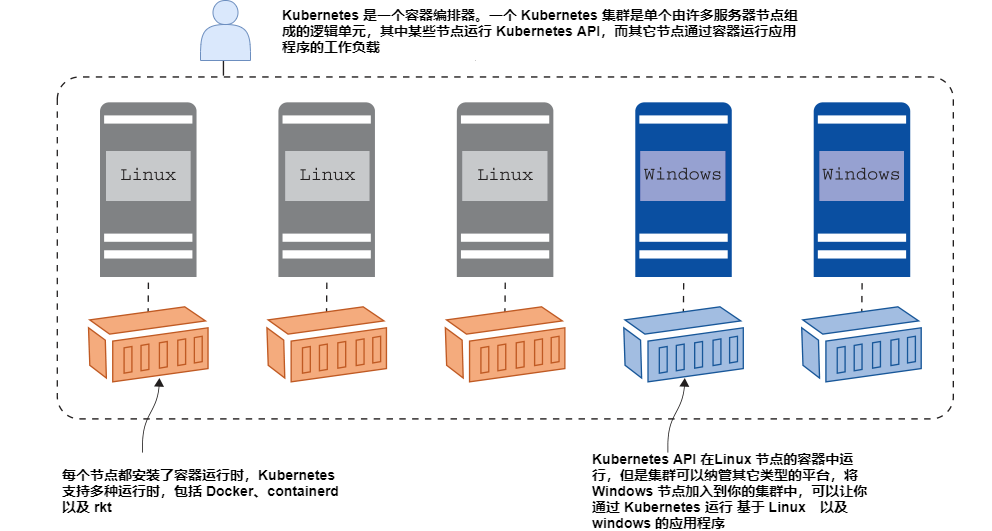 Kubernetes 是一个容器编排器。一个 Kubernetes 集群是单个由许多服务器节点组
成的逻辑单元，其中某些节点运行 Kubernetes API，而其它节点通过容器运行应用
程序的工作负载
Linux
Linux
Linux
Windows
Windows
每个节点都安装了容器运行时，Kubernetes
支持多种运行时，包括 Docker、containerd
以及 rkt
Kubernetes API 在Linux 节点的容器中运
行，但是集群可以纳管其它类型的平台，将
Windows 节点加入到你的集群中，可以让你
通过 Kubernetes 运行 基于 Linux 以及
windows 的应用程序